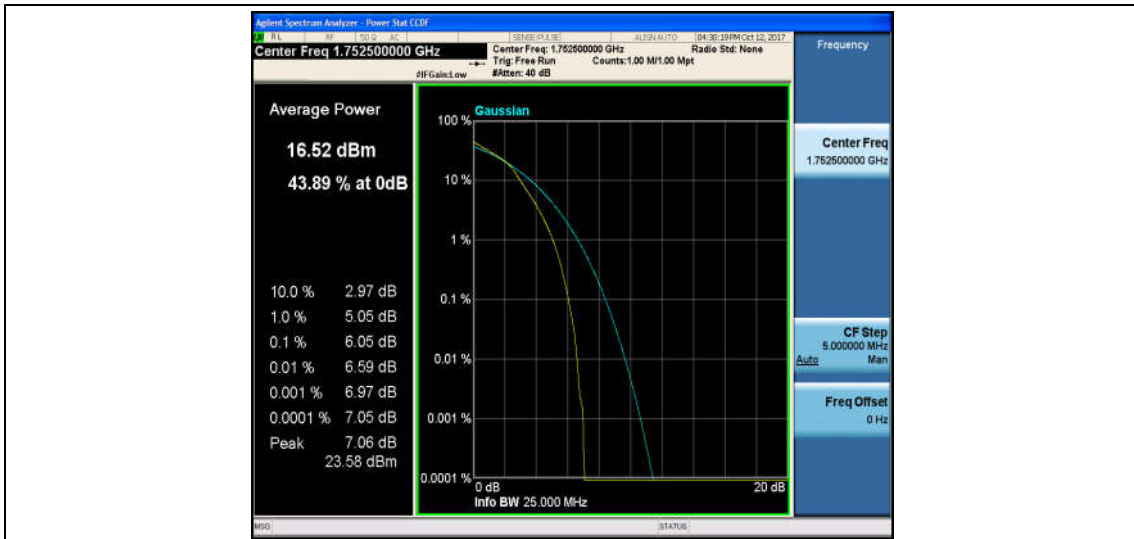 Agilent Spectrum Analyzer - Power Stat CCDF
RL RF 50 Ω AC SENSE:PULSE ALIGN AUTO 04:30:19 PM Oct 12, 2017
Center Freq 1.752500000 GHz
Center Freq: 1.752500000 GHz Radio Std: None
Trig: Free Run Counts:1.00 M/1.00 Mpt
#IFGain:Low #Atten: 40 dB
Frequency
Average Power
16.52 dBm
43.89 % at 0dB
10.0 % 2.97 dB
1.0 % 5.05 dB
0.1 % 6.05 dB
0.01 % 6.59 dB
0.001 % 6.97 dB
0.0001 % 7.05 dB
Peak 7.06 dB
23.58 dBm
Gaussian
100 %
10 %
1 %
0.1 %
0.01 %
0.001 %
0.0001 %
0 dB 20 dB
Info BW 25.000 MHz
Center Freq
1.752500000 GHz
CF Step
5.000000 MHz
Auto Man
Freq Offset
0 Hz
MSG STATUS